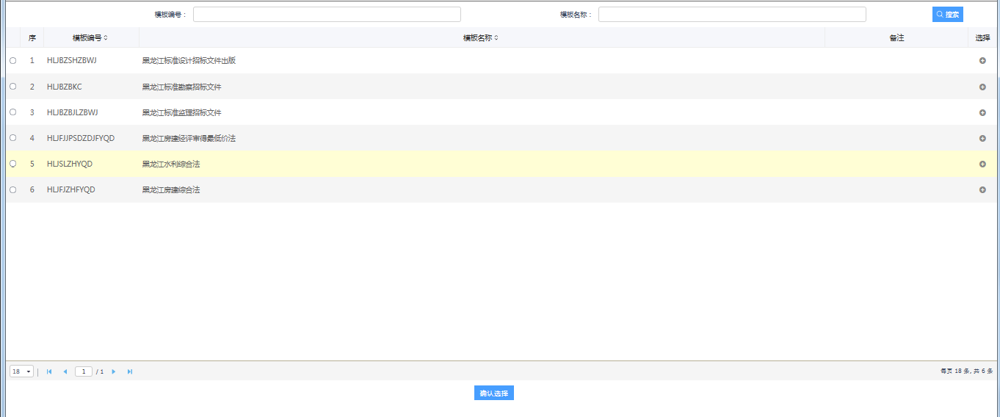 模板编号： 模板名称： 搜索
序 模板编号 模板名称 备注 选择
1 HLJBZSHZBWJ 黑龙江标准设计招标文件出版
2 HLJBZBKC 黑龙江标准勘察招标文件
3 HLJBZBJLZBWJ 黑龙江标准监理招标文件
4 HLJFJJPSDZDJFYQD 黑龙江房建经评审得最低价法
5 HLJSLZHYQD 黑龙江水利综合法
6 HLJFJZHFYQD 黑龙江房建综合法
18 1 / 1 每页 18 条, 共 6 条
确认选择